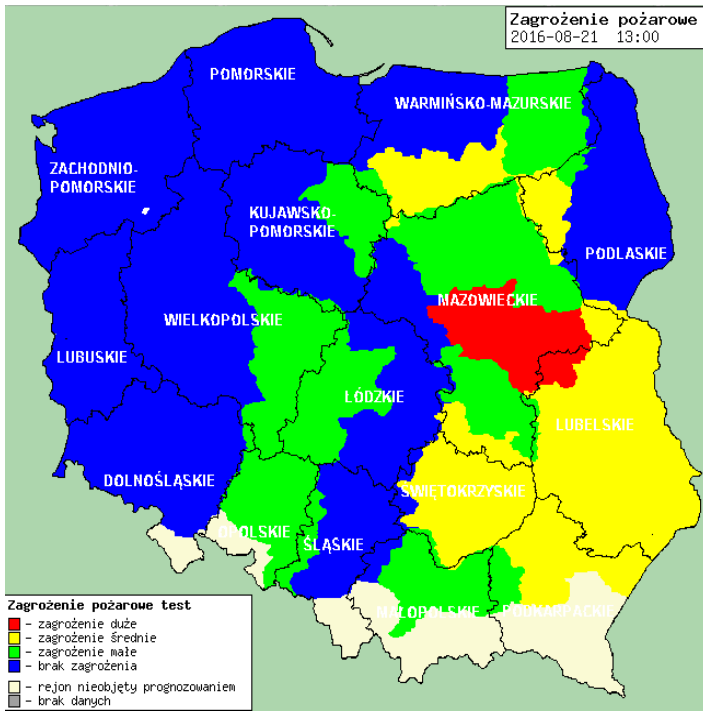 Zagrożenie pożarowe
2016-08-21 13:00
POMORSKIE
WARMIŃSKO-MAZURSKIE
ZACHODNIO-
POMORSKIE
KUJAWSKO-
POMORSKIE
PODLASKIE
MAZOWIECKIE
WIELKOPOLSKIE
LUBUSKIE
ŁÓDZKIE
LUBELSKIE
DOLNOŚLĄSKIE
ŚWIĘTOKRZYSKIE
OPOLSKIE
ŚLĄSKIE
MAŁOPOLSKIE
PODKARPACKIE
Zagrożenie pożarowe test
- zagrożenie duże
- zagrożenie średnie
- zagrożenie małe
- brak zagrożenia
- rejon nieobjęty prognozowaniem
- brak danych